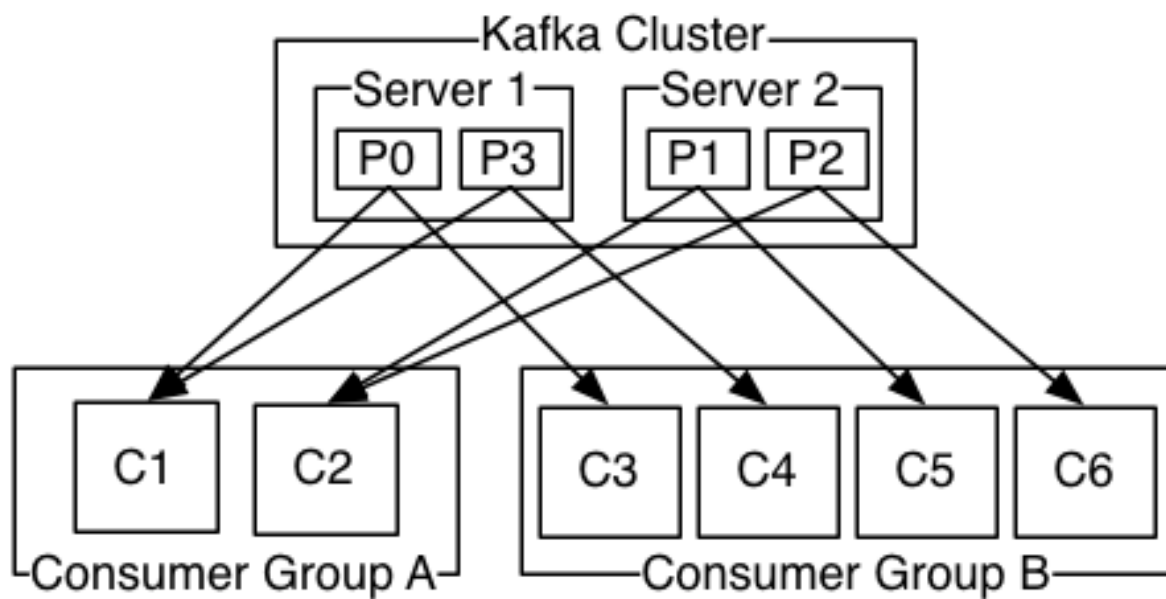 Kafka Cluster
Server 1
Server 2
P0
P3
P1
P2
C1
C2
C3
C4
C5
C6
Consumer Group A
Consumer Group B